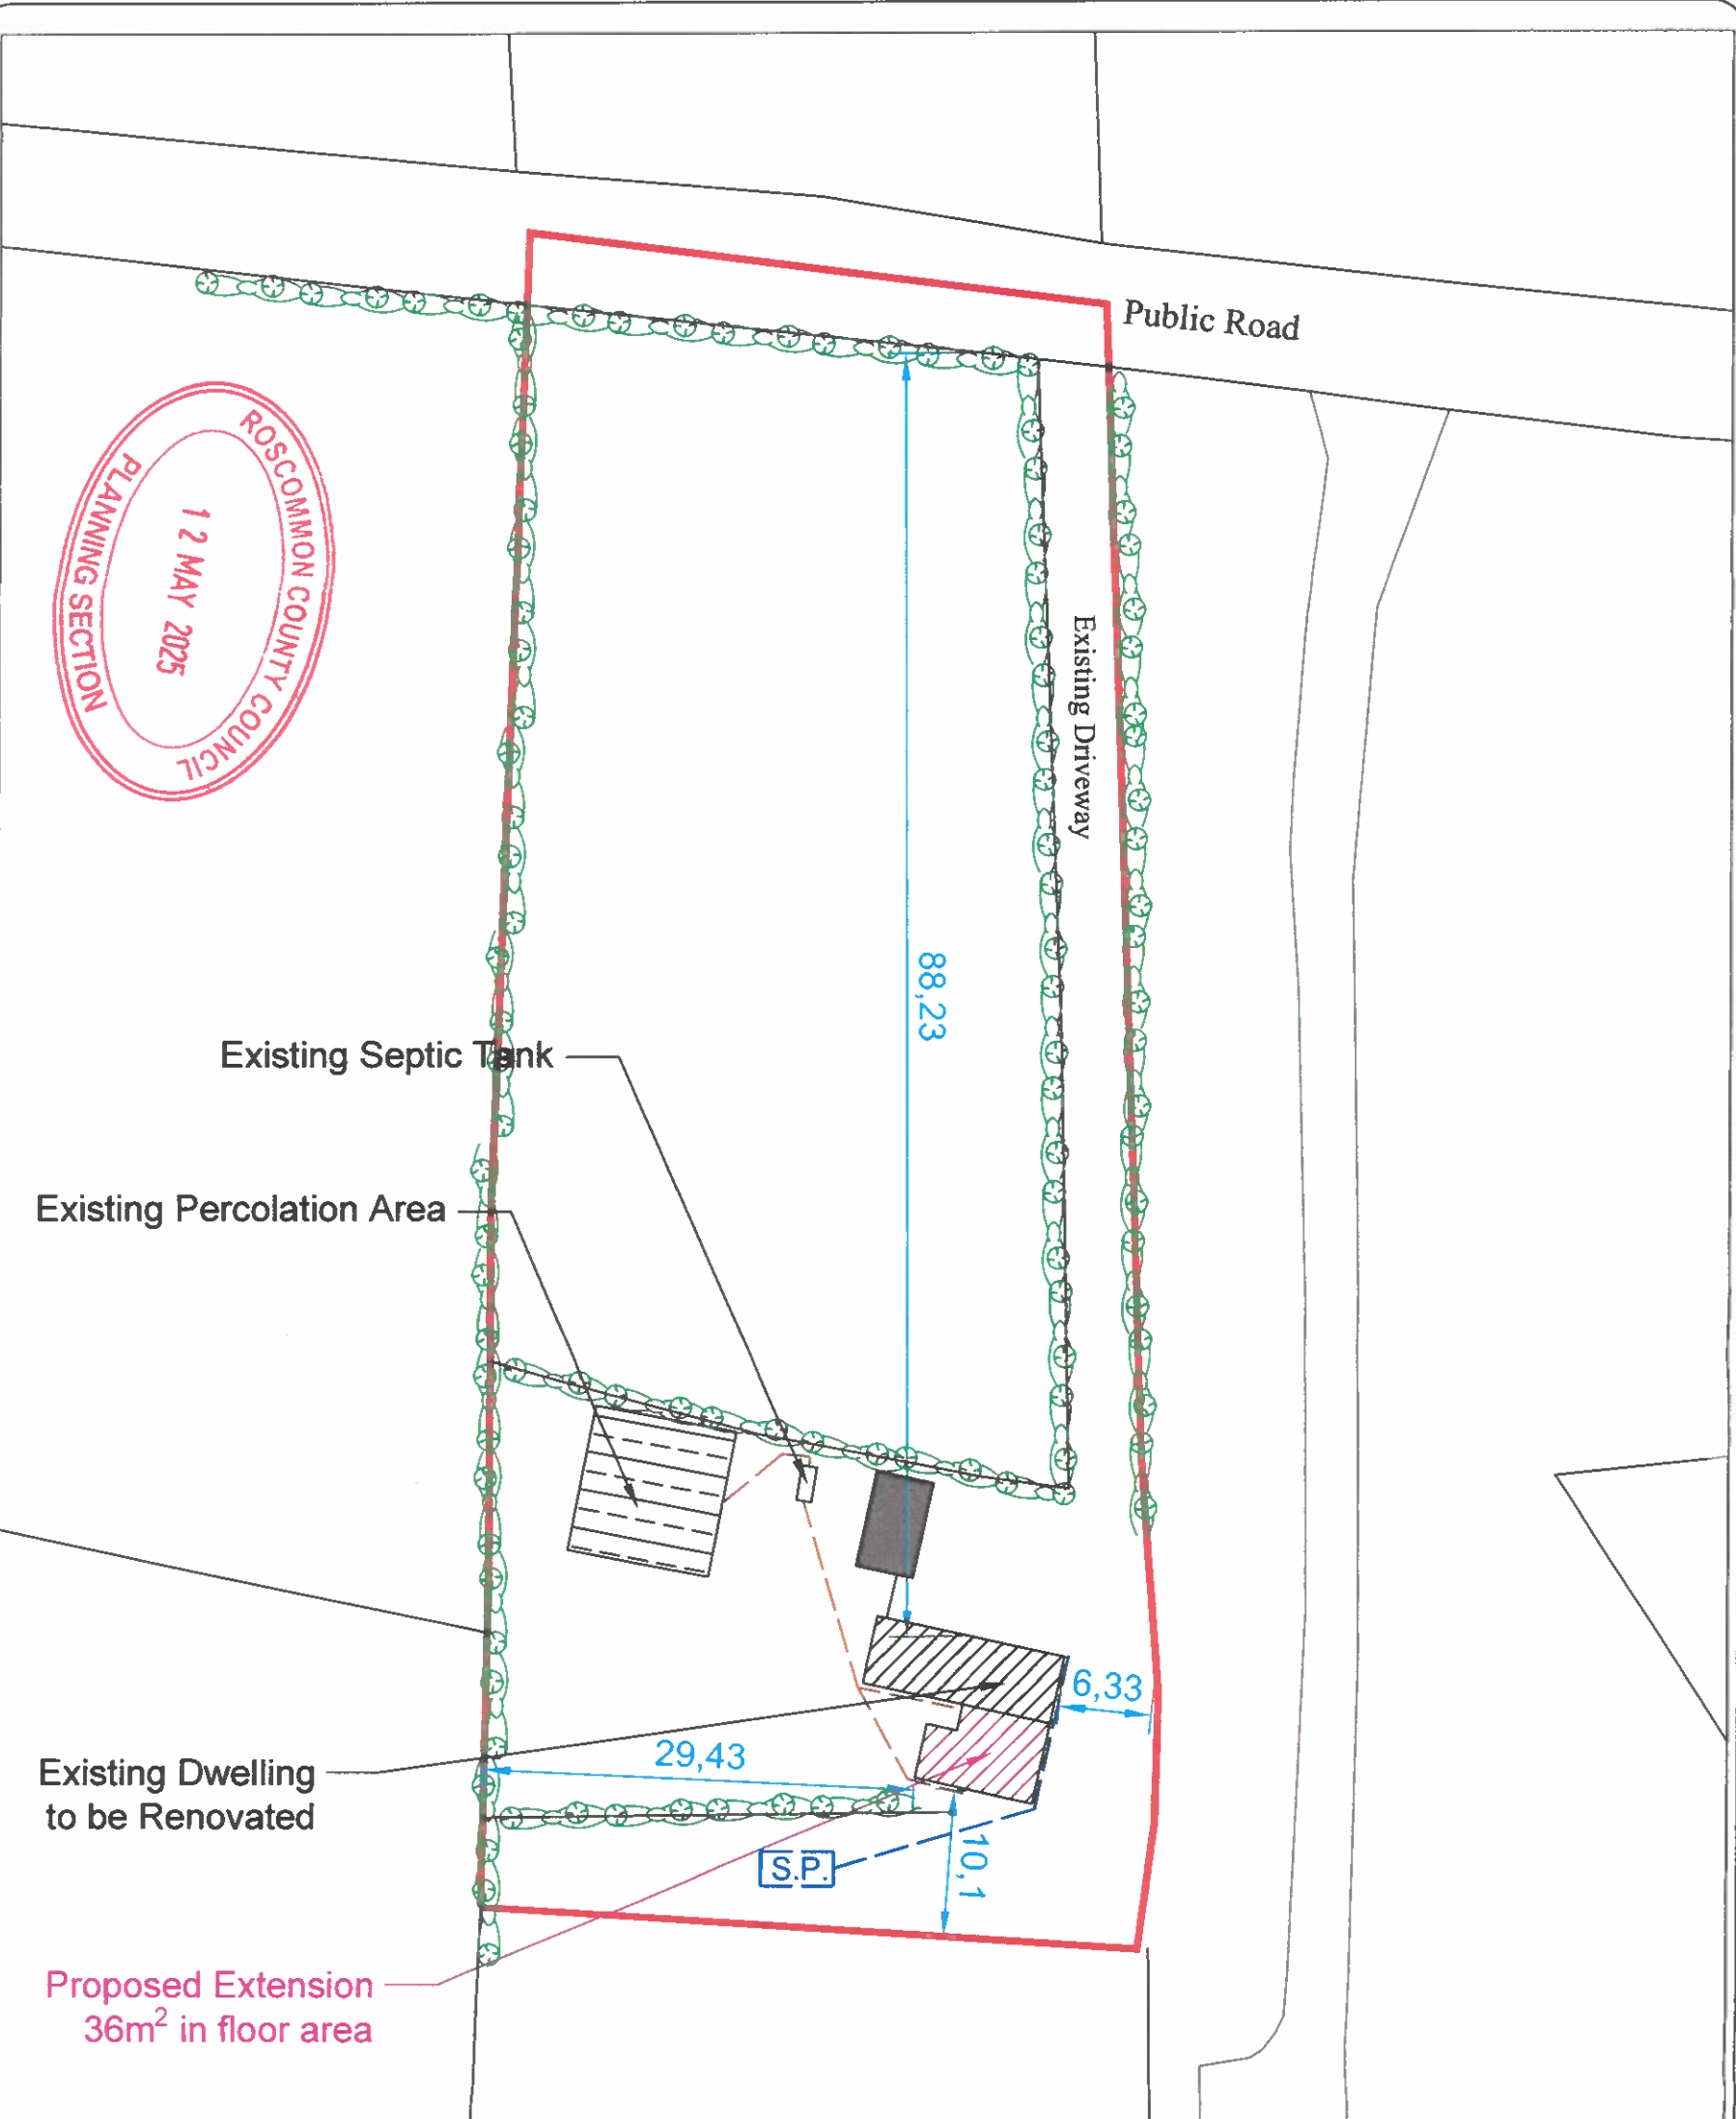 Public Road
ROSCOMMON COUNTY COUNCIL
12 MAY 2025
PLANNING SECTION
Existing Driveway
88,23
Existing Septic Tank
Existing Percolation Area
6,33
29,43
Existing Dwelling
to be Renovated
10,1
S.P.
Proposed Extension
36m² in floor area